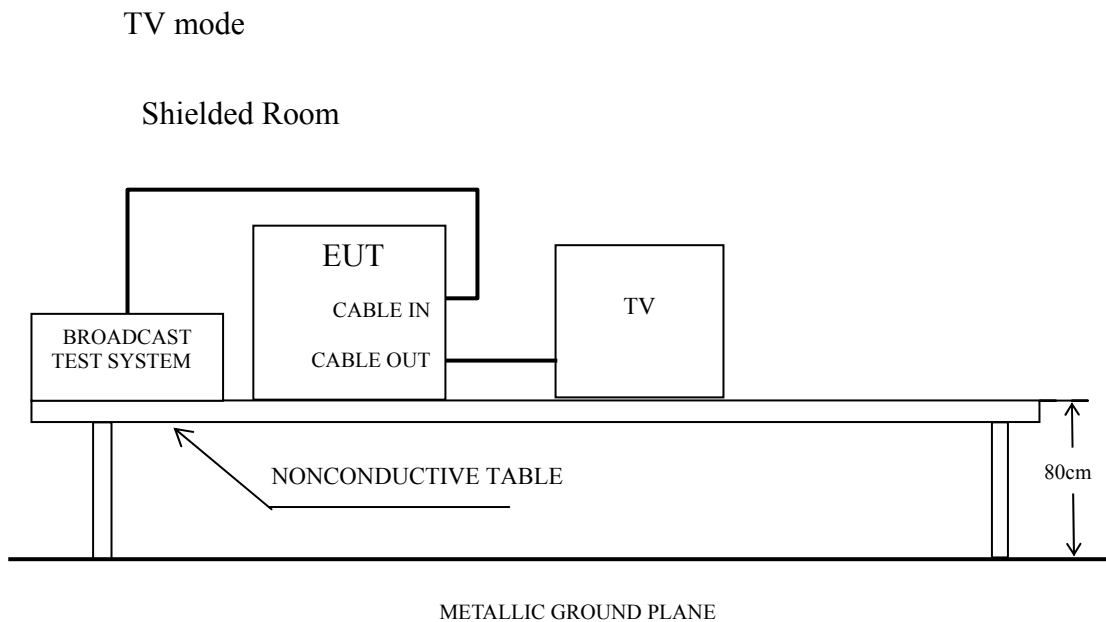 TV mode
Shielded Room
EUT
CABLE IN
CABLE OUT
TV
BROADCAST
TEST SYSTEM
NONCONDUCTIVE TABLE
80cm
METALLIC GROUND PLANE